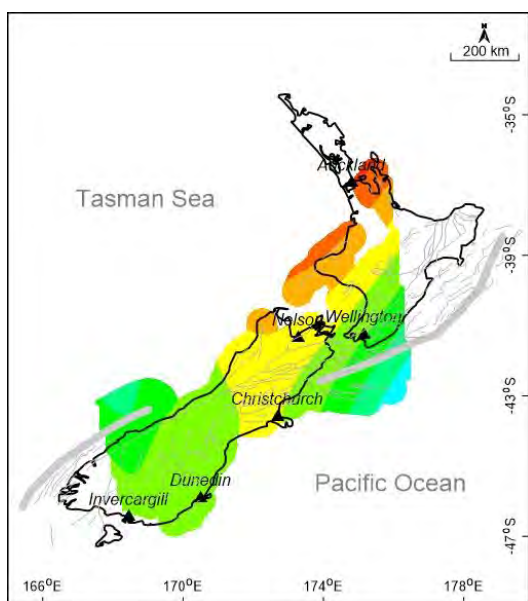 N
200 km
-35°S
Auckland
Tasman Sea
-39°S
Nelson
Wellington
-43°S
Christchurch
Dunedin
Pacific Ocean
Invercargill
-47°S
166°E
170°E
174°E
178°E